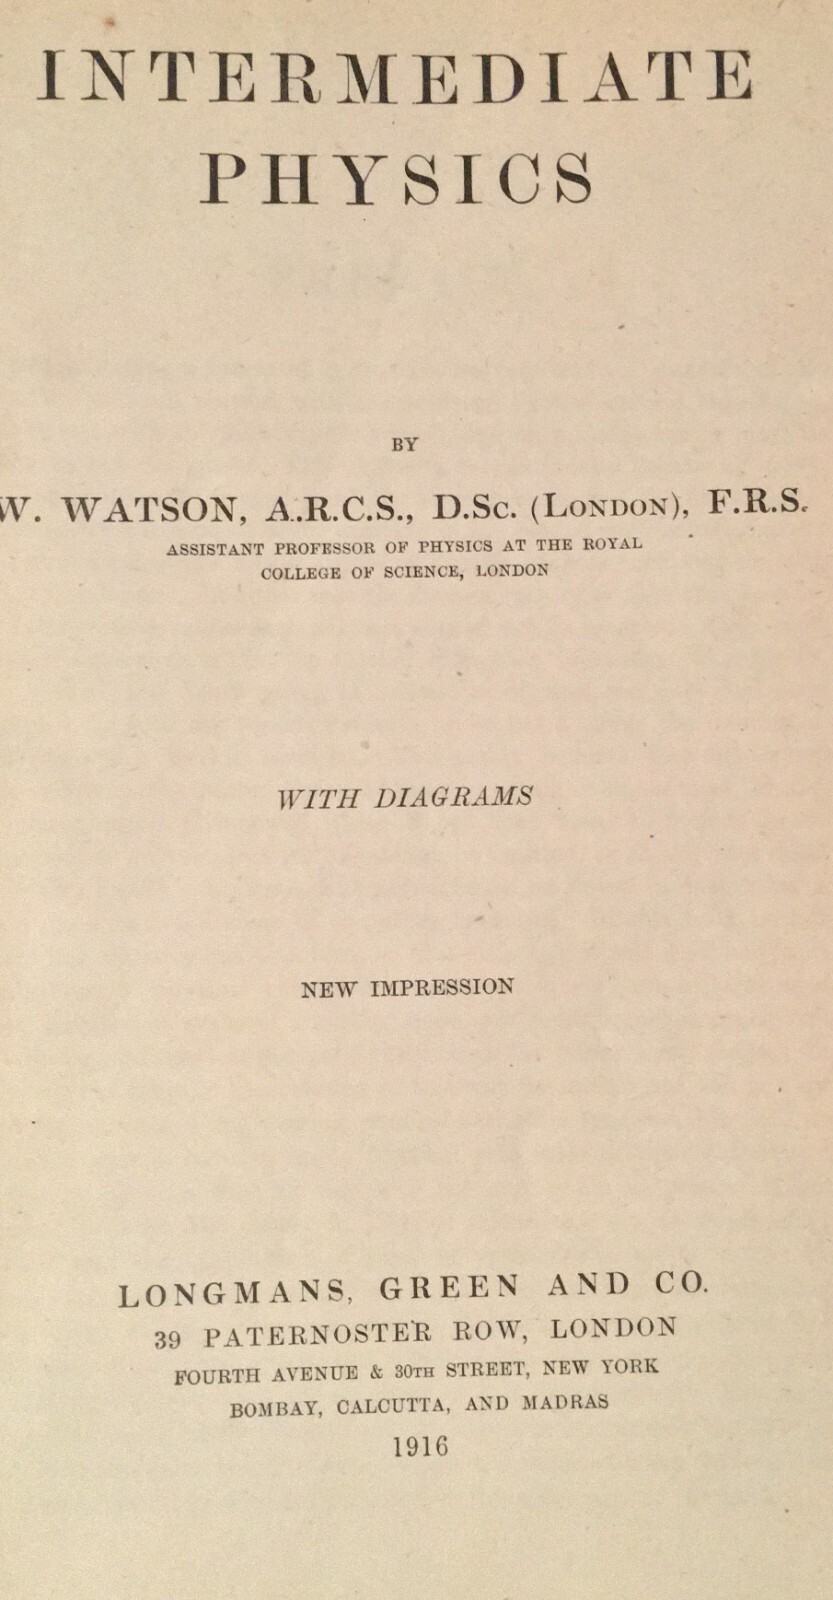 INTERMEDIATE
PHYSICS
BY
W. WATSON, A.R.C.S., D.Sc. (London), F.R.S.
ASSISTANT PROFESSOR OF PHYSICS AT THE ROYAL
COLLEGE OF SCIENCE, LONDON
WITH DIAGRAMS
NEW IMPRESSION
LONGMANS, GREEN AND CO.
39 PATERNOSTER ROW, LONDON
FOURTH AVENUE & 30TH STREET, NEW YORK
BOMBAY, CALCUTTA, AND MADRAS
1916